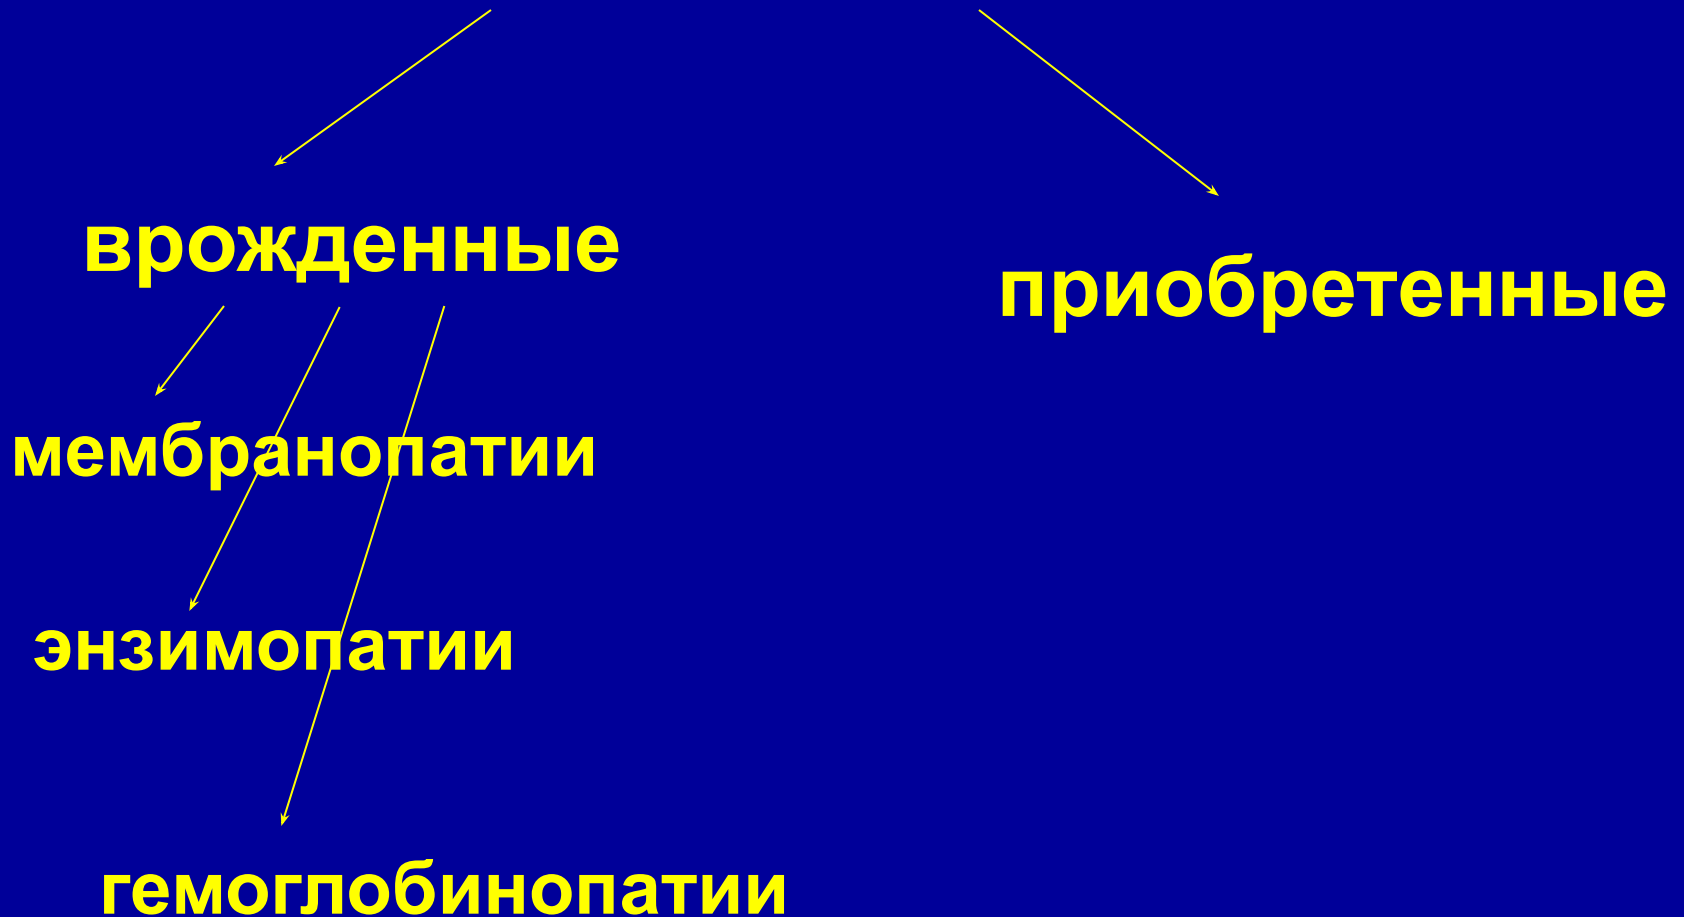 врожденные
приобретенные
мембранопатии
энзимопатии
гемоглобинопатии